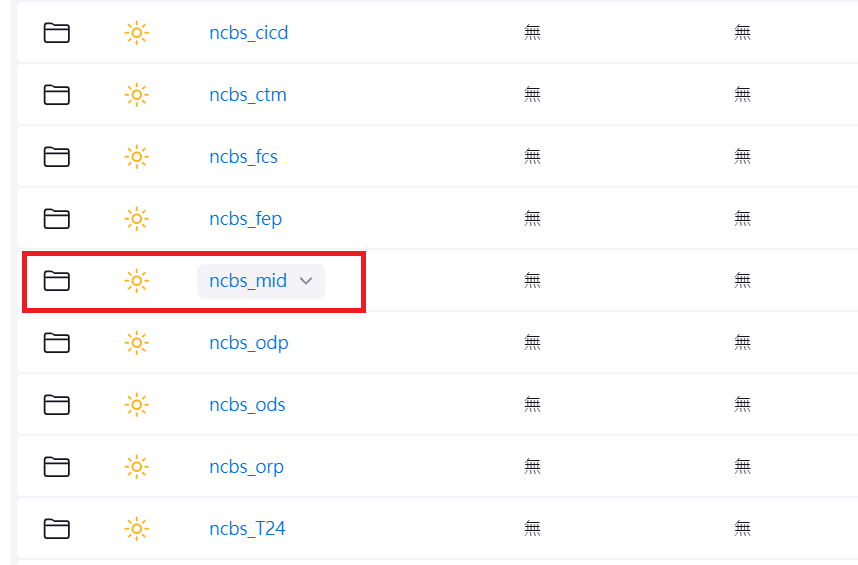 ncbs_cicd 無 無
ncbs_ctm 無 無
ncbs_fcs 無 無
ncbs_fep 無 無
ncbs_mid 無 無
ncbs_odp 無 無
ncbs_ods 無 無
ncbs_orp 無 無
ncbs_T24 無 無